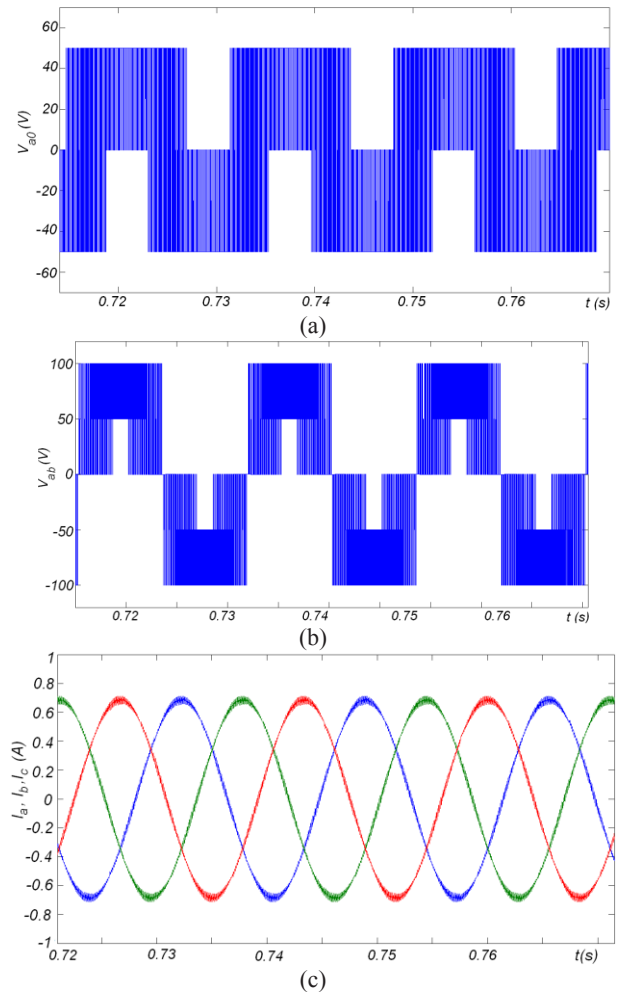 60
40
20
0
-20
-40
-60
V_a0 (V)
0.72 0.73 0.74 0.75 0.76 t (s)
(a)
100
50
0
-50
-100
V_ab (V)
0.72 0.73 0.74 0.75 0.76 t (s)
(b)
1
0.8
0.6
0.4
0.2
0
-0.2
-0.4
-0.6
-0.8
-1
I_a, I_b, I_c (A)
0.72 0.73 0.74 0.75 0.76 t(s)
(c)